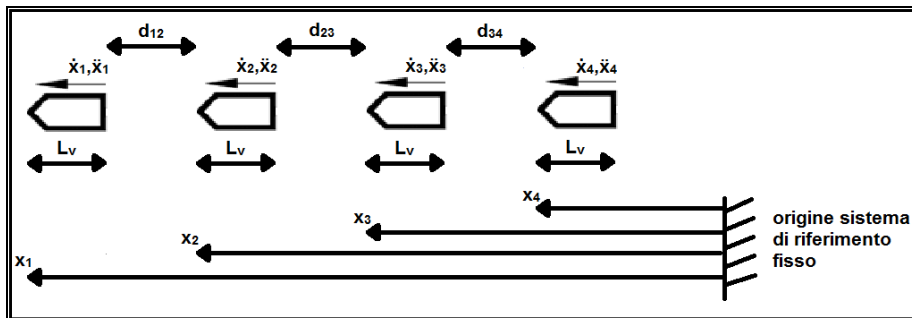 d12 d23 d34
ẋ1,ẍ1 ẋ2,ẍ2 ẋ3,ẍ3 ẋ4,ẍ4
Lv Lv Lv Lv
x4
x3
x2
x1
origine sistema
di riferimento
fisso